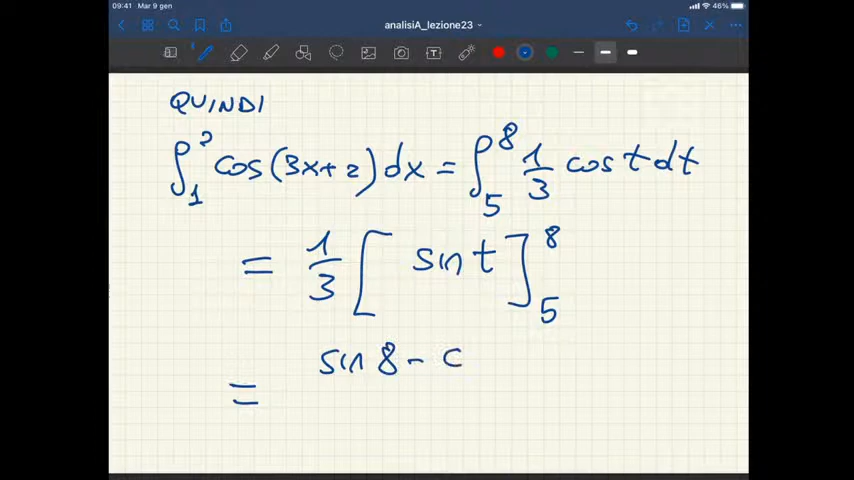 09:41 Mar 9 gen
46%
analisiA_lezione23
QUINDI
∫₁² cos(3x+2)dx = ∫₅⁸ 1/3 cos t dt
= 1/3 [ sin t ]₅⁸
= sin 8 - c